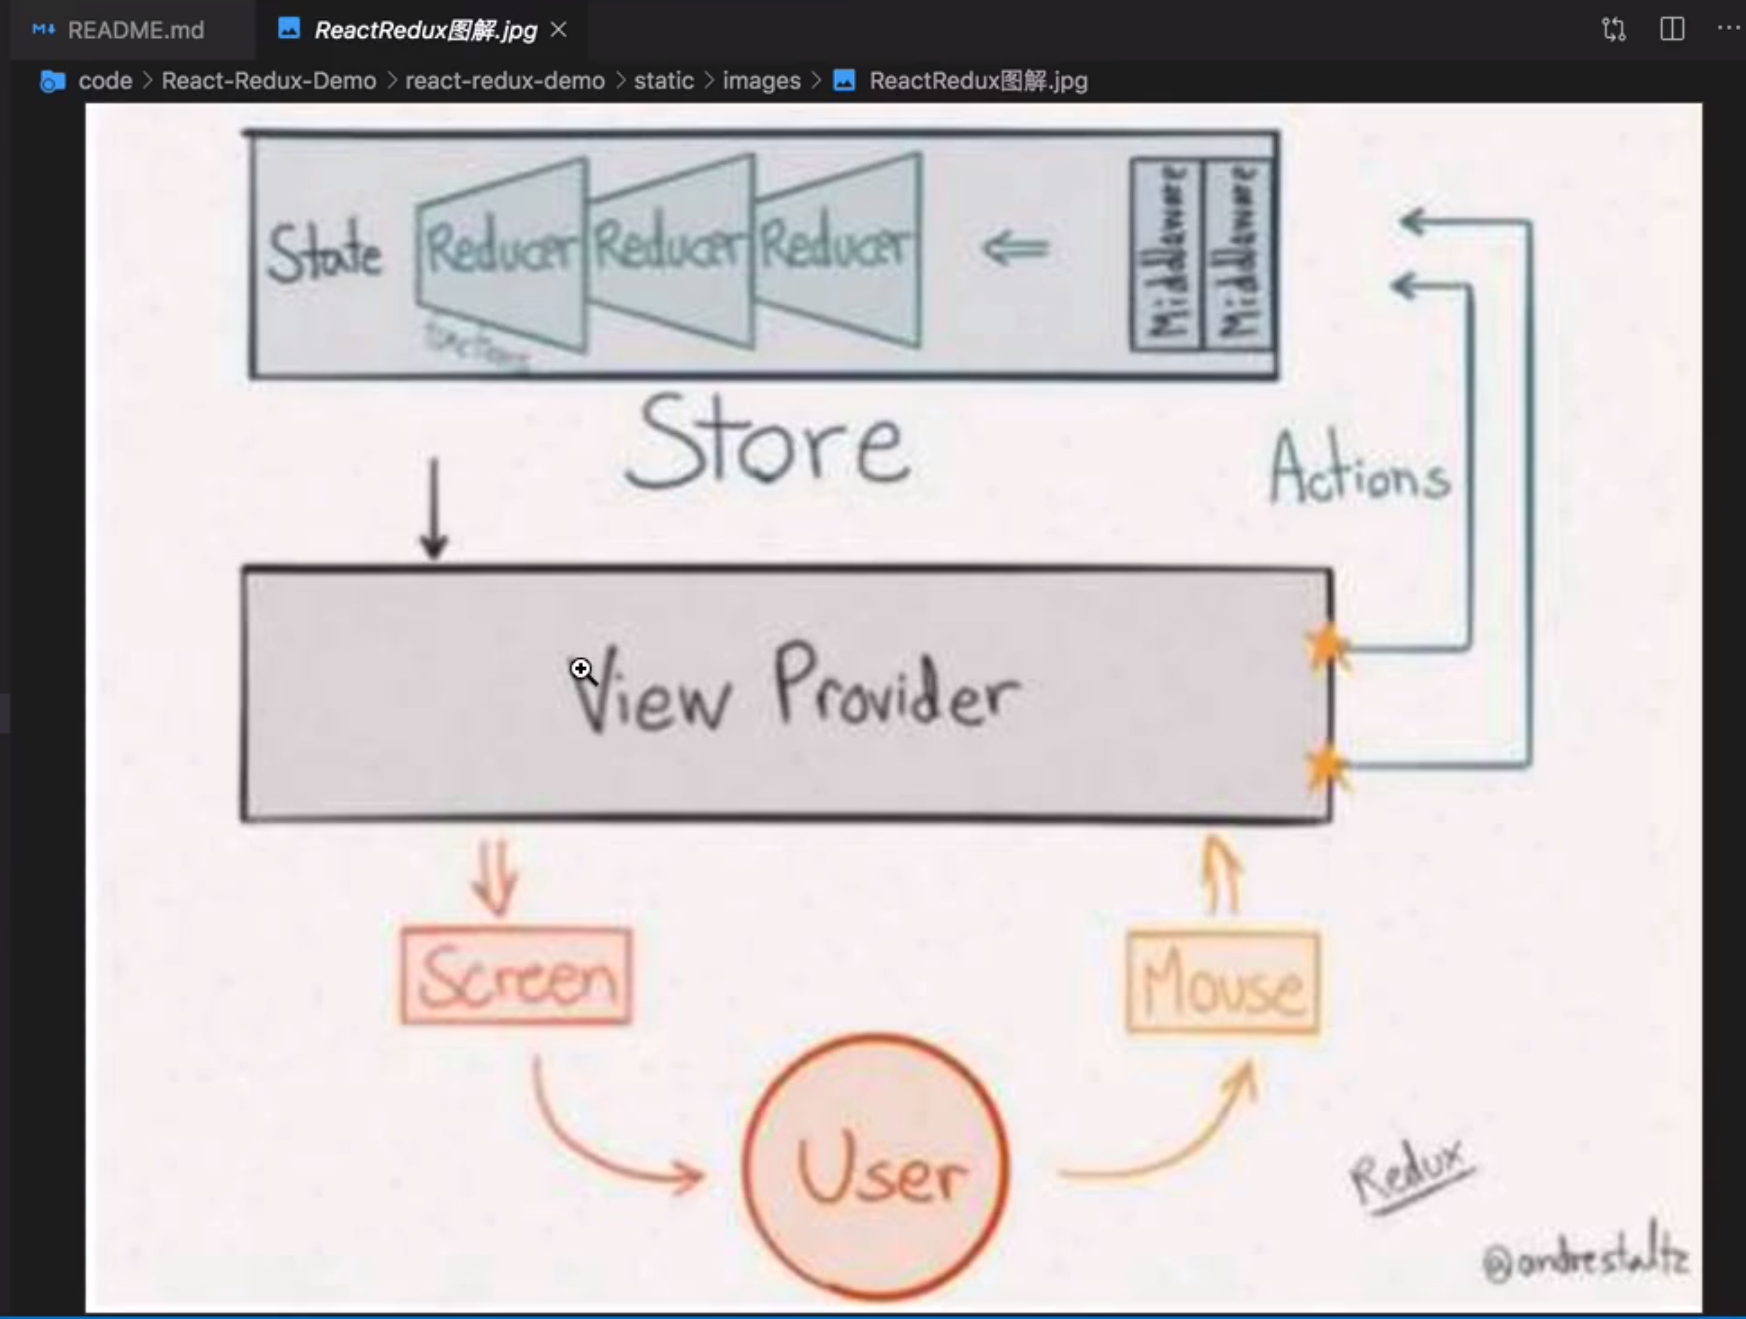 README.md
ReactRedux图解.jpg
code > React-Redux-Demo > react-redux-demo > static > images > ReactRedux图解.jpg
State
Reducer Reducer Reducer
functions
Middleware
Middleware
Store
Actions
View Provider
Screen
Mouse
User
Redux
@andrestaltz